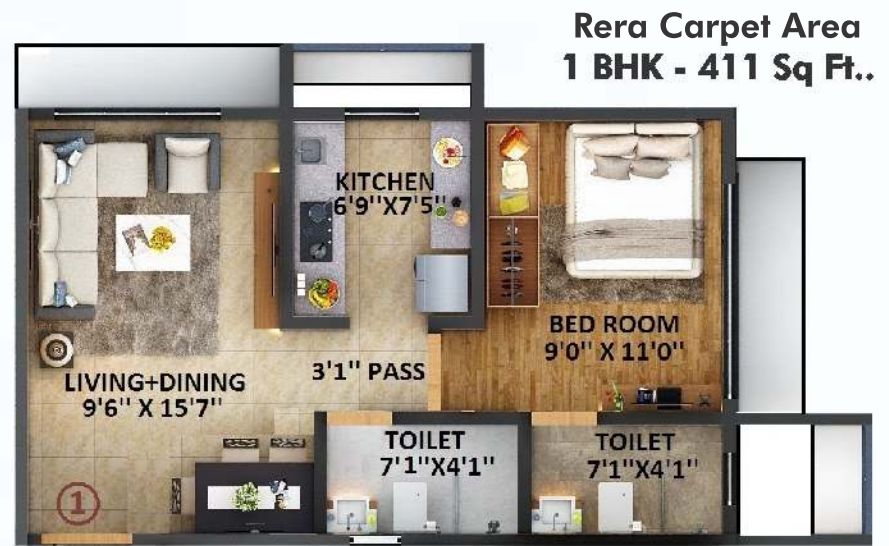 Rera Carpet Area
1 BHK - 411 Sq Ft..
KITCHEN
6'9"X7'5"
BED ROOM
9'0" X 11'0"
3'1" PASS
LIVING+DINING
9'6" X 15'7"
TOILET
7'1"X4'1"
TOILET
7'1"X4'1"
1